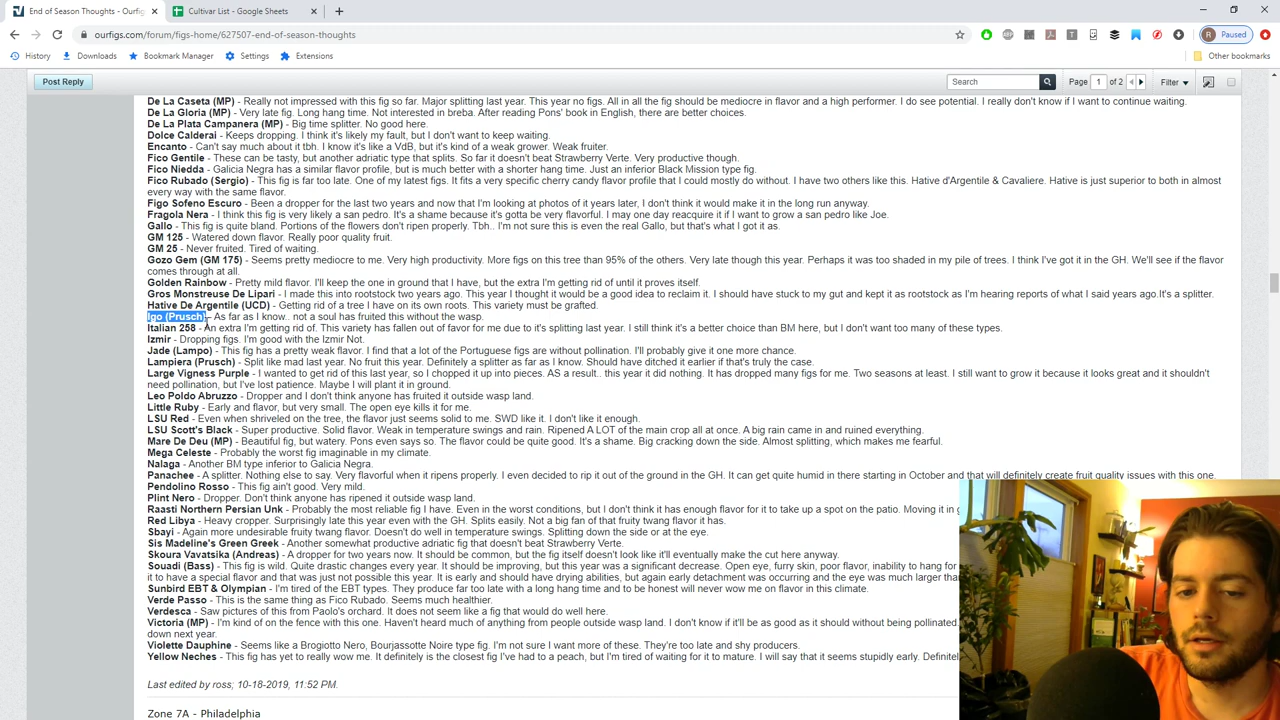 End of Season Thoughts - Ourfigs
Cultivar List - Google Sheets
ourfigs.com/forum/figs-home/627507-end-of-season-thoughts
R Paused
History Downloads Bookmark Manager Settings Extensions Other bookmarks
Post Reply Search Page 1 of 2 Filter
De La Caseta (MP) - Really not impressed with this fig so far. Major splitting last year. This year no figs. All in all the fig should be mediocre in flavor and a high performer. I do see potential. I really don't know if I want to continue waiting.
De La Gloria (MP) - Very late fig. Long hang time. Not interested in breba. After reading Pons' book in English, there are better choices.
De La Plata Campanera (MP) - Big time splitter. No good here.
Dolce Calderai - Keeps dropping. I think it's likely my fault, but I don't want to keep waiting.
Encanto - Can't say much about it tbh. I know it's like a VdB, but it's kind of a weak grower. Weak fruiter.
Fico Gentile - These can be tasty, but another adriatic type that splits. So far it doesn't beat Strawberry Verte. Very productive though.
Fico Niedda - Galicia Negra has a similar flavor profile, but is much better with a shorter hang time. Just an inferior Black Mission type fig.
Fico Rubado (Sergio) - This fig is far too late. One of my latest figs. It fits a very specific cherry candy flavor profile that I could mostly do without. I have two others like this. Hative d'Argentile & Cavaliere. Hative is just superior to both in almost
every way with the same flavor.
Figo Sofeno Escuro - Been a dropper for the last two years and now that I'm looking at photos of it years later, I don't think it would make it in the long run anyway.
Fragola Nera - I think this fig is very likely a san pedro. It's a shame because it's gotta be very flavorful. I may one day reacquire it if I want to grow a san pedro like Joe.
Gallo - This fig is quite bland. Portions of the flowers don't ripen properly. Tbh.. I'm not sure this is even the real Gallo, but that's what I got it as.
GM 125 - Watered down flavor. Really poor quality fruit.
GM 25 - Never fruited. Tired of waiting.
Gozo Gem (GM 175) - Seems pretty mediocre to me. Very high productivity. More figs on this tree than 95% of the others. Very late though this year. Perhaps it was too shaded in my pile of trees. I think I've got it in the GH. We'll see if the flavor
comes through at all.
Golden Rainbow - Pretty mild flavor. I'll keep the one in ground that I have, but the extra I'm getting rid of until it proves itself.
Gros Monstreuse De Lipari - I made this into rootstock two years ago. This year I thought it would be a good idea to reclaim it. I should have stuck to my gut and kept it as rootstock as I'm hearing reports of what I said years ago.It's a splitter.
Hative De Argentile (UCD) - Getting rid of a tree I have on its own roots. This variety must be grafted.
Igo (Prusch) - As far as I know.. not a soul has fruited this without the wasp.
Italian 258 - An extra I'm getting rid of. This variety has fallen out of favor for me due to it's splitting last year. I still think it's a better choice than BM here, but I don't want too many of these types.
Izmir - Dropping figs. I'm good with the Izmir Not.
Jade (Lampo) - This fig has a pretty weak flavor. I find that a lot of the Portuguese figs are without pollination. I'll probably give it one more chance.
Lampiera (Prusch) - Split like mad last year. No fruit this year. Definitely a splitter as far as I know. Should have ditched it earlier if that's truly the case.
Large Vigness Purple - I wanted to get rid of this last year, so I chopped it up into pieces. AS a result.. this year it did nothing. It has dropped many figs for me. Two seasons at least. I still want to grow it because it looks great and it shouldn't
need pollination, but I've lost patience. Maybe I will plant it in ground.
Leo Poldo Abruzzo - Dropper and I don't think anyone has fruited it outside wasp land.
Little Ruby - Early and flavor, but very small. The open eye kills it for me.
LSU Red - Even when shriveled on the tree, the flavor just seems solid to me. SWD like it. I don't like it enough.
LSU Scott's Black - Super productive. Solid flavor. Weak in temperature swings and rain. Ripened A LOT of the main crop all at once. A big rain came in and ruined everything.
Mare De Deu (MP) - Beautiful fig, but watery. Pons even says so. The flavor could be quite good. It's a shame. Big cracking down the side. Almost splitting, which makes me fearful.
Mega Celeste - Probably the worst fig imaginable in my climate.
Nalaga - Another BM type inferior to Galicia Negra.
Panachee - A splitter. Nothing else to say. Very flavorful when it ripens properly. I even decided to rip it out of the ground in the GH. It can get quite humid in there starting in October and that will definitely create fruit quality issues with this one.
Pendolino Rosso - This fig ain't good. Very mild.
Plint Nero - Dropper. Don't think anyone has ripened it outside wasp land.
Raasti Northern Persian Unk - Probably the most reliable fig I have. Even in the worst conditions, but I don't think it has enough flavor for it to take up a spot on the patio. Moving it in
Red Libya - Heavy cropper. Surprisingly late this year even with the GH. Splits easily. Not a big fan of that fruity twang flavor it has.
Sbayi - Again more undesirable fruity twang flavor. Doesn't do well in temperature swings. Splitting down the side or at the eye.
Sis Madeline's Green Greek - Another somewhat productive adriatic fig that doesn't beat Strawberry Verte.
Skoura Vavatsika (Andreas) - A dropper for two years now. It should be common, but the fig itself doesn't look like it'll eventually make the cut here anyway.
Souadi (Bass) - This fig is wild. Quite drastic changes every year. It should be improving, but this year was a significant decrease. Open eye, furry skin, poor flavor, inability to hang for
it to have a special flavor and that was just not possible this year. It is early and should have drying abilities, but again early detachment was occurring and the eye was much larger than
Sunbird EBT & Olympian - I'm tired of the EBT types. They produce far too late with a long hang time and to be honest will never wow me on flavor in this climate.
Verde Passo - This is the same thing as Fico Rubado. Seems much healthier.
Verdesca - Saw pictures of this from Paolo's orchard. It does not seem like a fig that would do well here.
Victoria (MP) - I'm kind of on the fence with this one. Haven't heard much of anything from people outside wasp land. I don't know if it'll be as good as it should without being pollinated.
down next year.
Violette Dauphine - Seems like a Brogiotto Nero, Bourjassotte Noire type fig. I'm not sure I want more of these. They're too late and shy producers.
Yellow Neches - This fig has yet to really wow me. It definitely is the closest fig I've had to a peach, but I'm tired of waiting for it to mature. I will say that it seems stupidly early. Definitel
Last edited by ross; 10-18-2019, 11:52 PM.
Zone 7A - Philadelphia